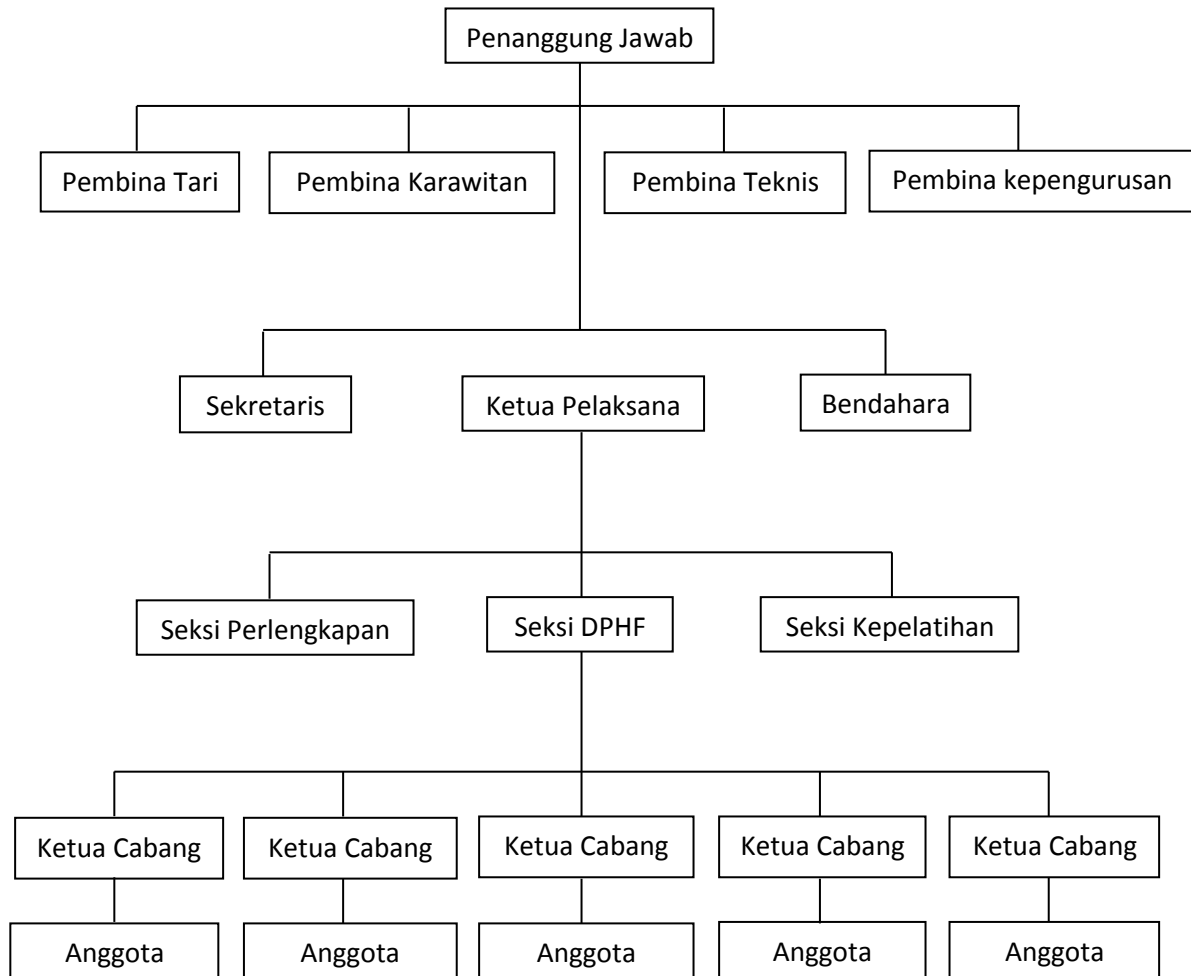 Penanggung Jawab
Pembina Tari
Pembina Karawitan
Pembina Teknis
Pembina kepengurusan
Sekretaris
Ketua Pelaksana
Bendahara
Seksi Perlengkapan
Seksi DPHF
Seksi Kepelatihan
Ketua Cabang
Ketua Cabang
Ketua Cabang
Ketua Cabang
Ketua Cabang
Anggota
Anggota
Anggota
Anggota
Anggota